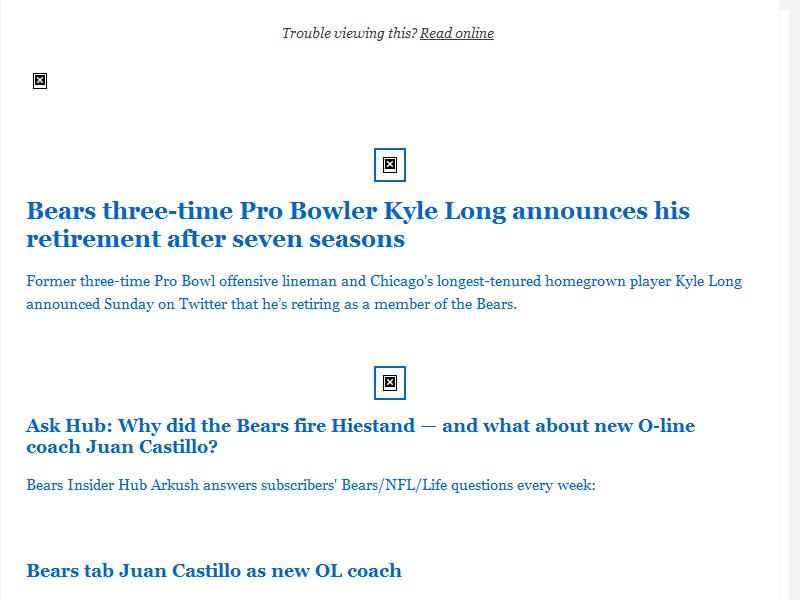 Trouble viewing this? Read online
Bears three-time Pro Bowler Kyle Long announces his
retirement after seven seasons
Former three-time Pro Bowl offensive lineman and Chicago's longest-tenured homegrown player Kyle Long
announced Sunday on Twitter that he’s retiring as a member of the Bears.
Ask Hub: Why did the Bears fire Hiestand — and what about new O-line
coach Juan Castillo?
Bears Insider Hub Arkush answers subscribers' Bears/NFL/Life questions every week:
Bears tab Juan Castillo as new OL coach